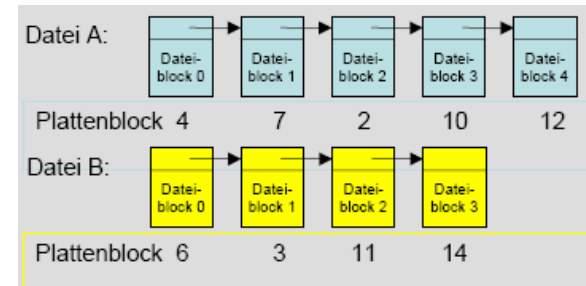 Datei A:
Datei-
block 0
Datei-
block 1
Datei-
block 2
Datei-
block 3
Datei-
block 4
Plattenblock 4 7 2 10 12
Datei B:
Datei-
block 0
Datei-
block 1
Datei-
block 2
Datei-
block 3
Plattenblock 6 3 11 14